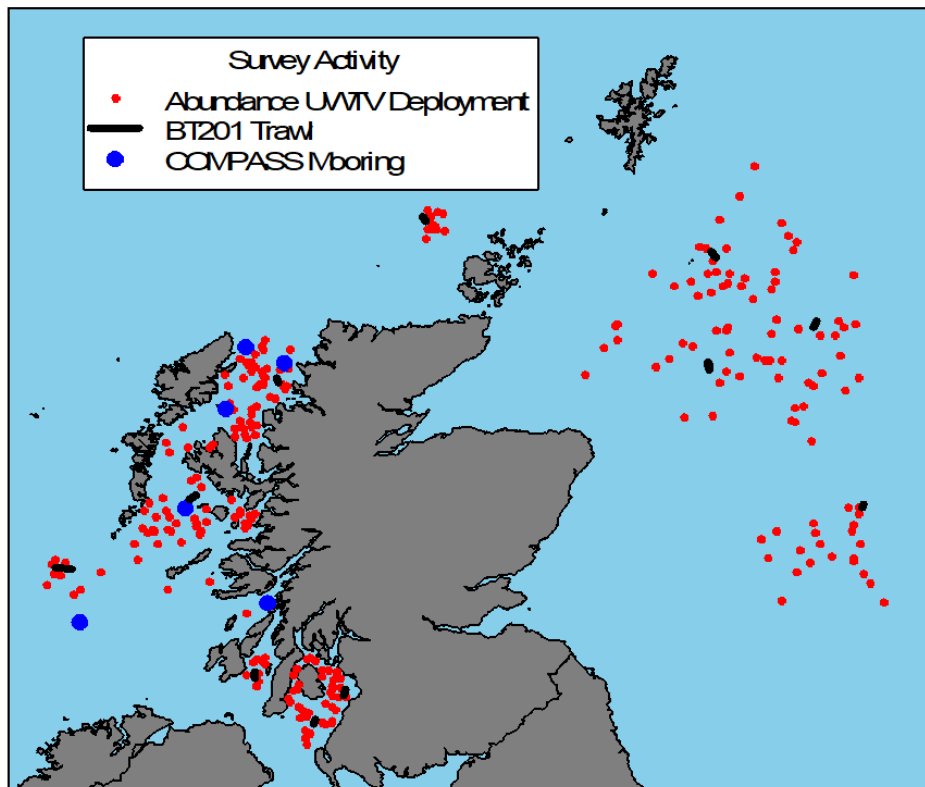 Survey Activity
Abundance UWTV Deployment
BT201 Trawl
COMPASS Mooring